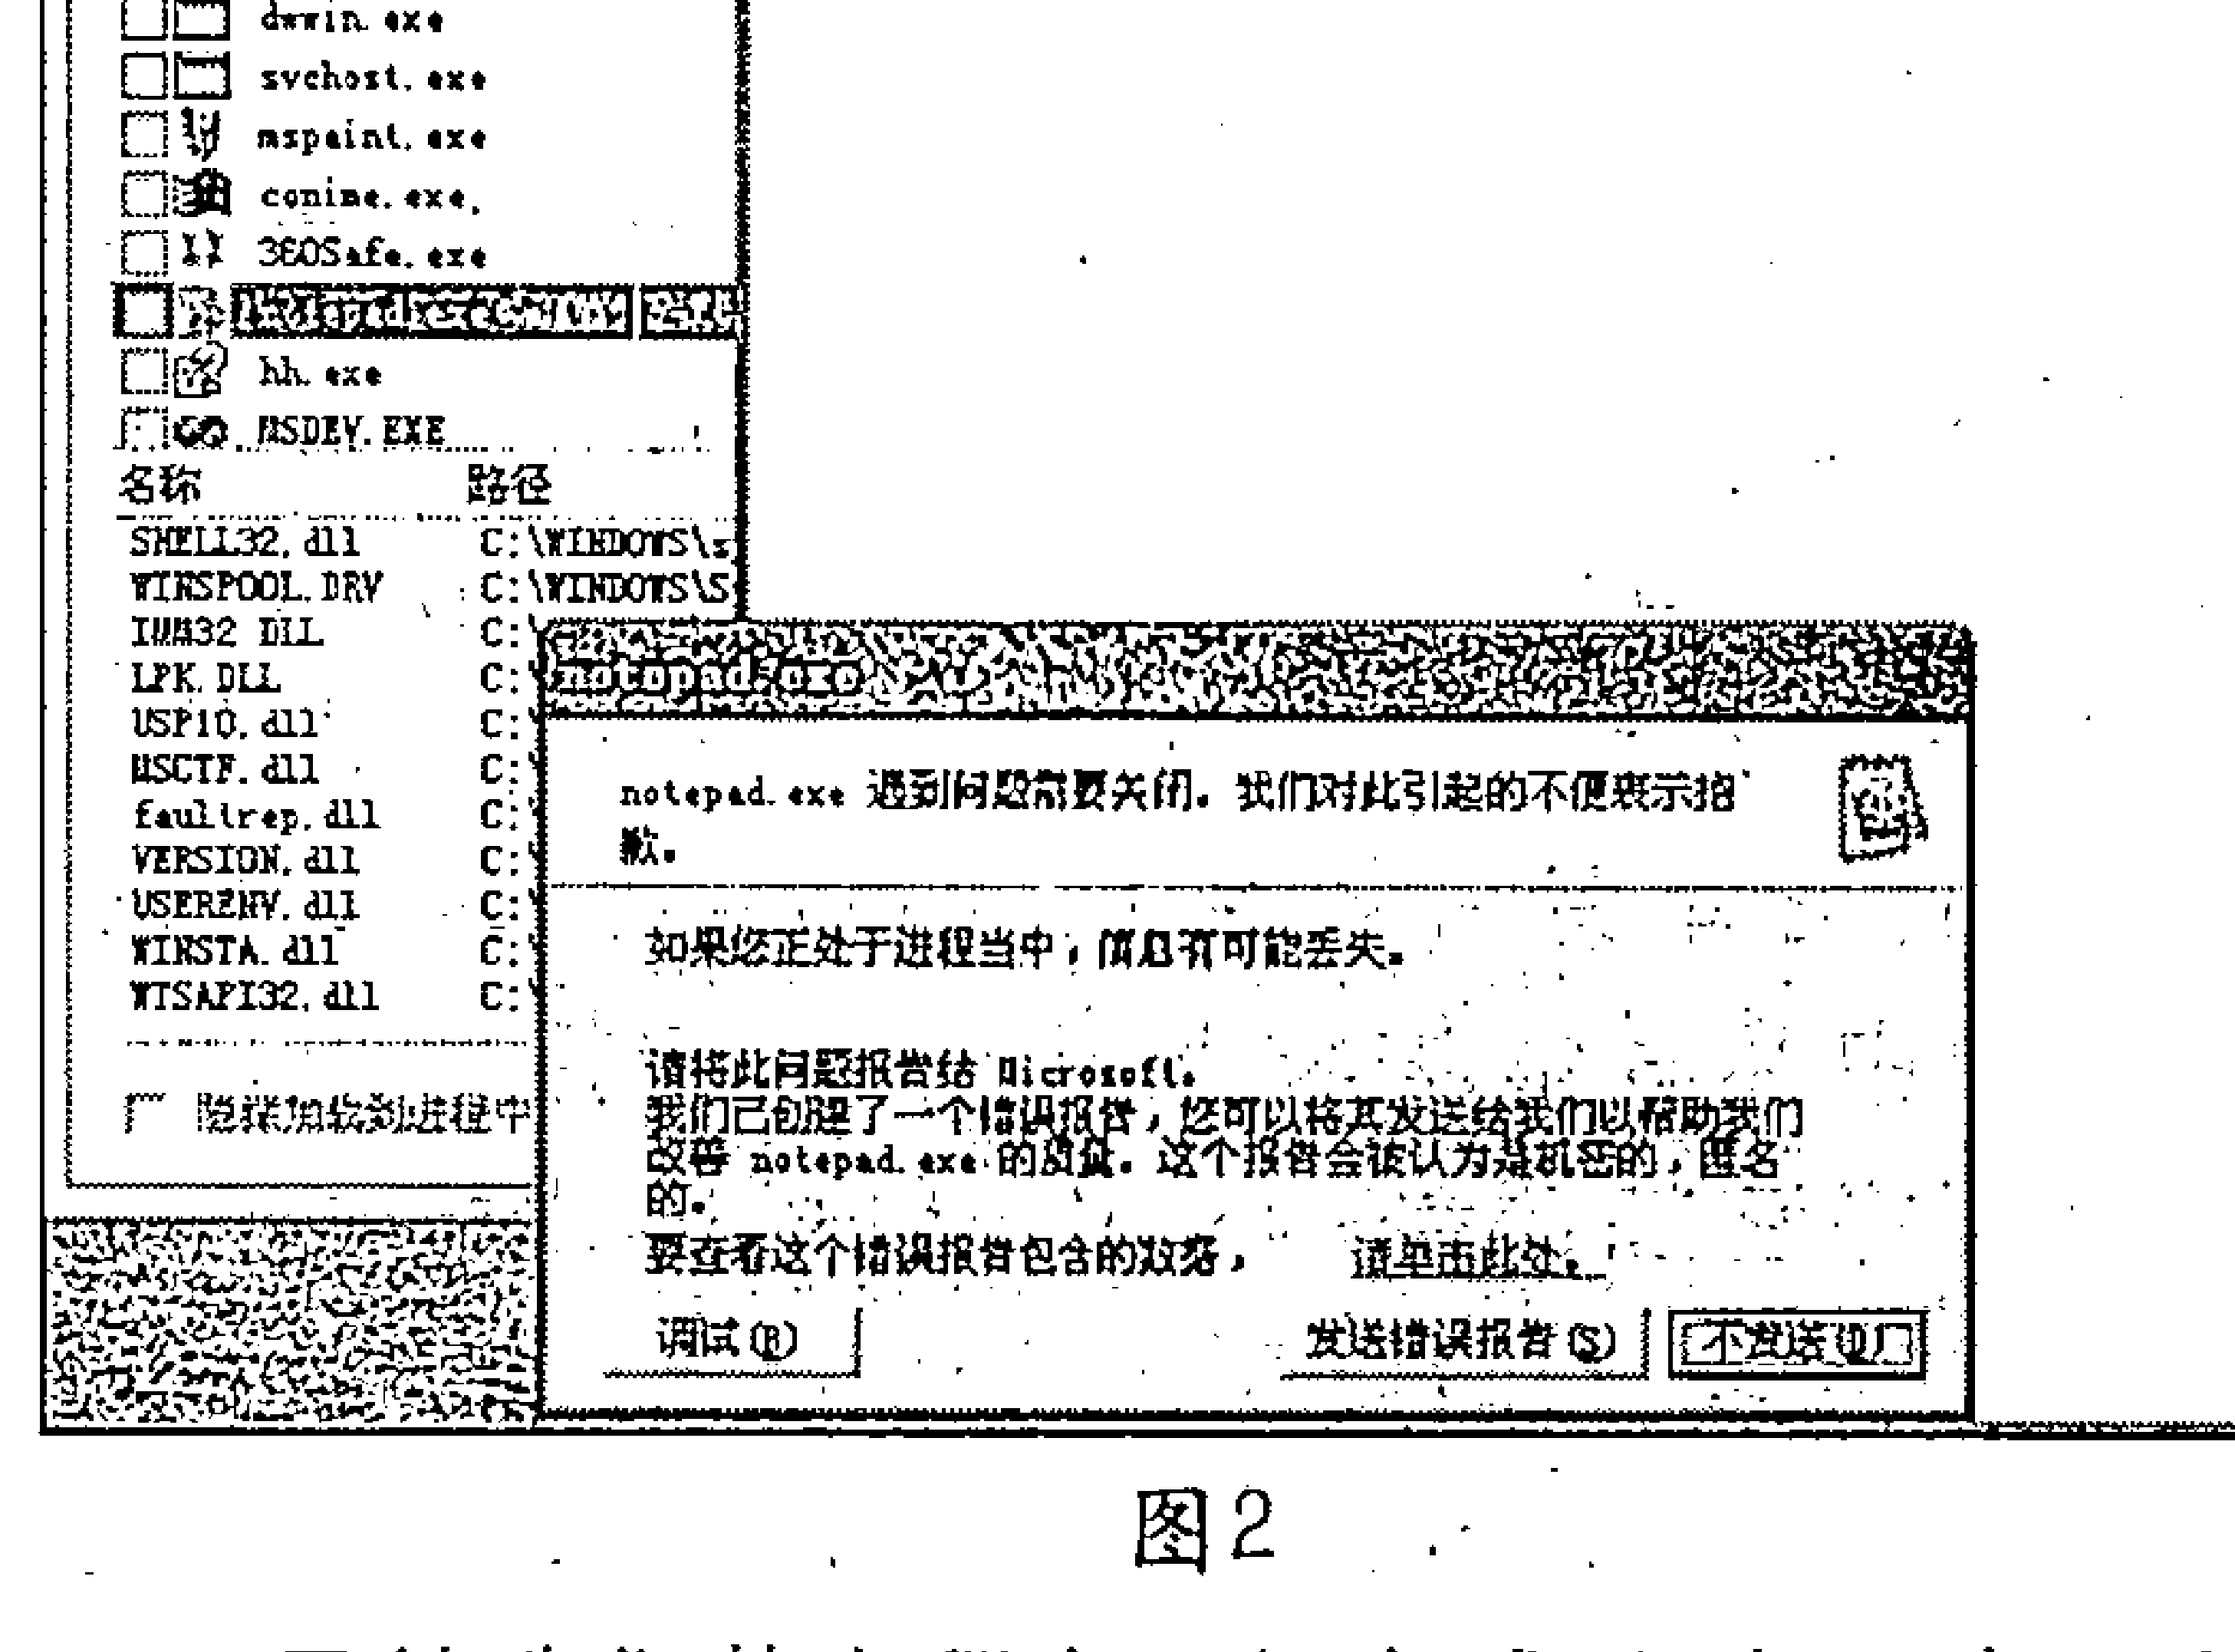 dwwin.exe
svchost.exe
mspaint.exe
conime.exe
360Safe.exe
hh.exe
MSDEV.EXE
名称 路径
SHELL32.dll C:\WINDOWS\s
WINSPOOL.DRV C:\WINDOWS\S
IMM32.DLL C:\
LPK.DLL C:\
USP10.dll C:\
MSCTF.dll C:\
faultrep.dll C:\
VERSION.dll C:\
USERENV.dll C:\
WINSTA.dll C:\
WTSAPI32.dll C:\
隐藏加载到进程中
notepad.exe
notepad.exe 遇到问题需要关闭。我们对此引起的不便表示抱
歉。
如果您正处于进程当中，信息有可能丢失。
请将此问题报告给 Microsoft。
我们已创建了一个错误报告，您可以将其发送给我们以帮助我们
改善 notepad.exe 的质量。这个报告会被认为是机密的，匿名
的。
要查看这个错误报告包含的数据， 请单击此处。
调试(B) 发送错误报告(S) 不发送(D)
图2